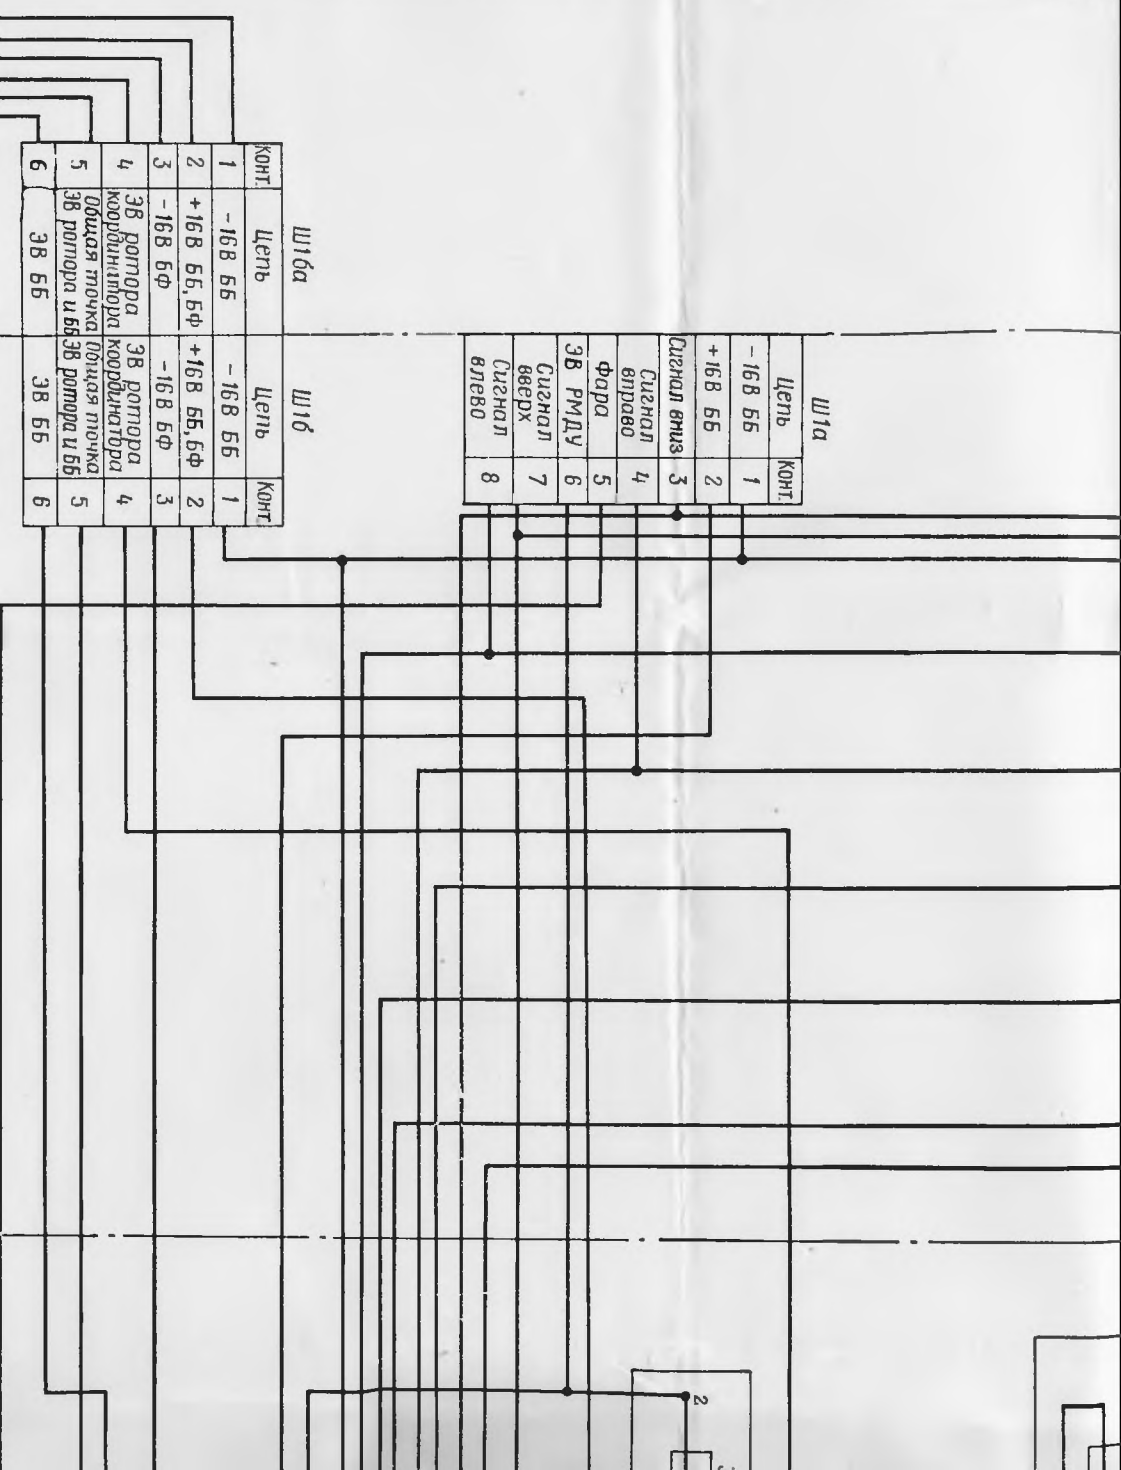 Ш1ба
Конт. Цепь
1 -16В ББ
2 +16В ББ,БФ
3 -16В БФ
4 ЭВ ротора
координатора
5 Общая точка
ЭВ ротора и ББ
6 ЭВ ББ
Ш1б
Цепь Конт.
-16В ББ 1
+16В ББ,БФ 2
-16В БФ 3
ЭВ ротора
координатора 4
Общая точка
ЭВ ротора и ББ 5
ЭВ ББ 6
Ш1а
Цепь Конт.
-16В ББ 1
+16В ББ 2
Сигнал вниз 3
Сигнал
вправо 4
Фара 5
ЭВ РМДУ 6
Сигнал
вверх 7
Сигнал
влево 8
2